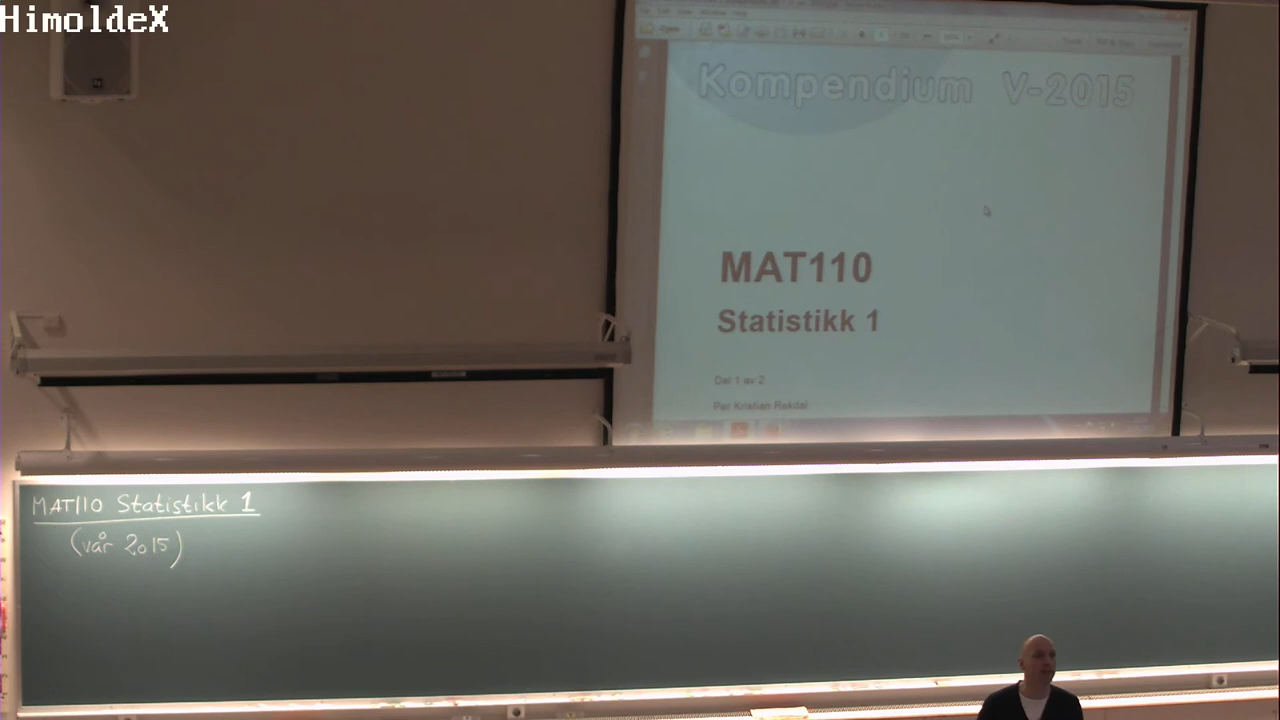 HimoldeX
Kompendium V-2015
MAT110
Statistikk 1
Del 1 av 2
Per Kristian Rekdal
MAT110 Statistikk 1
(vår 2015)